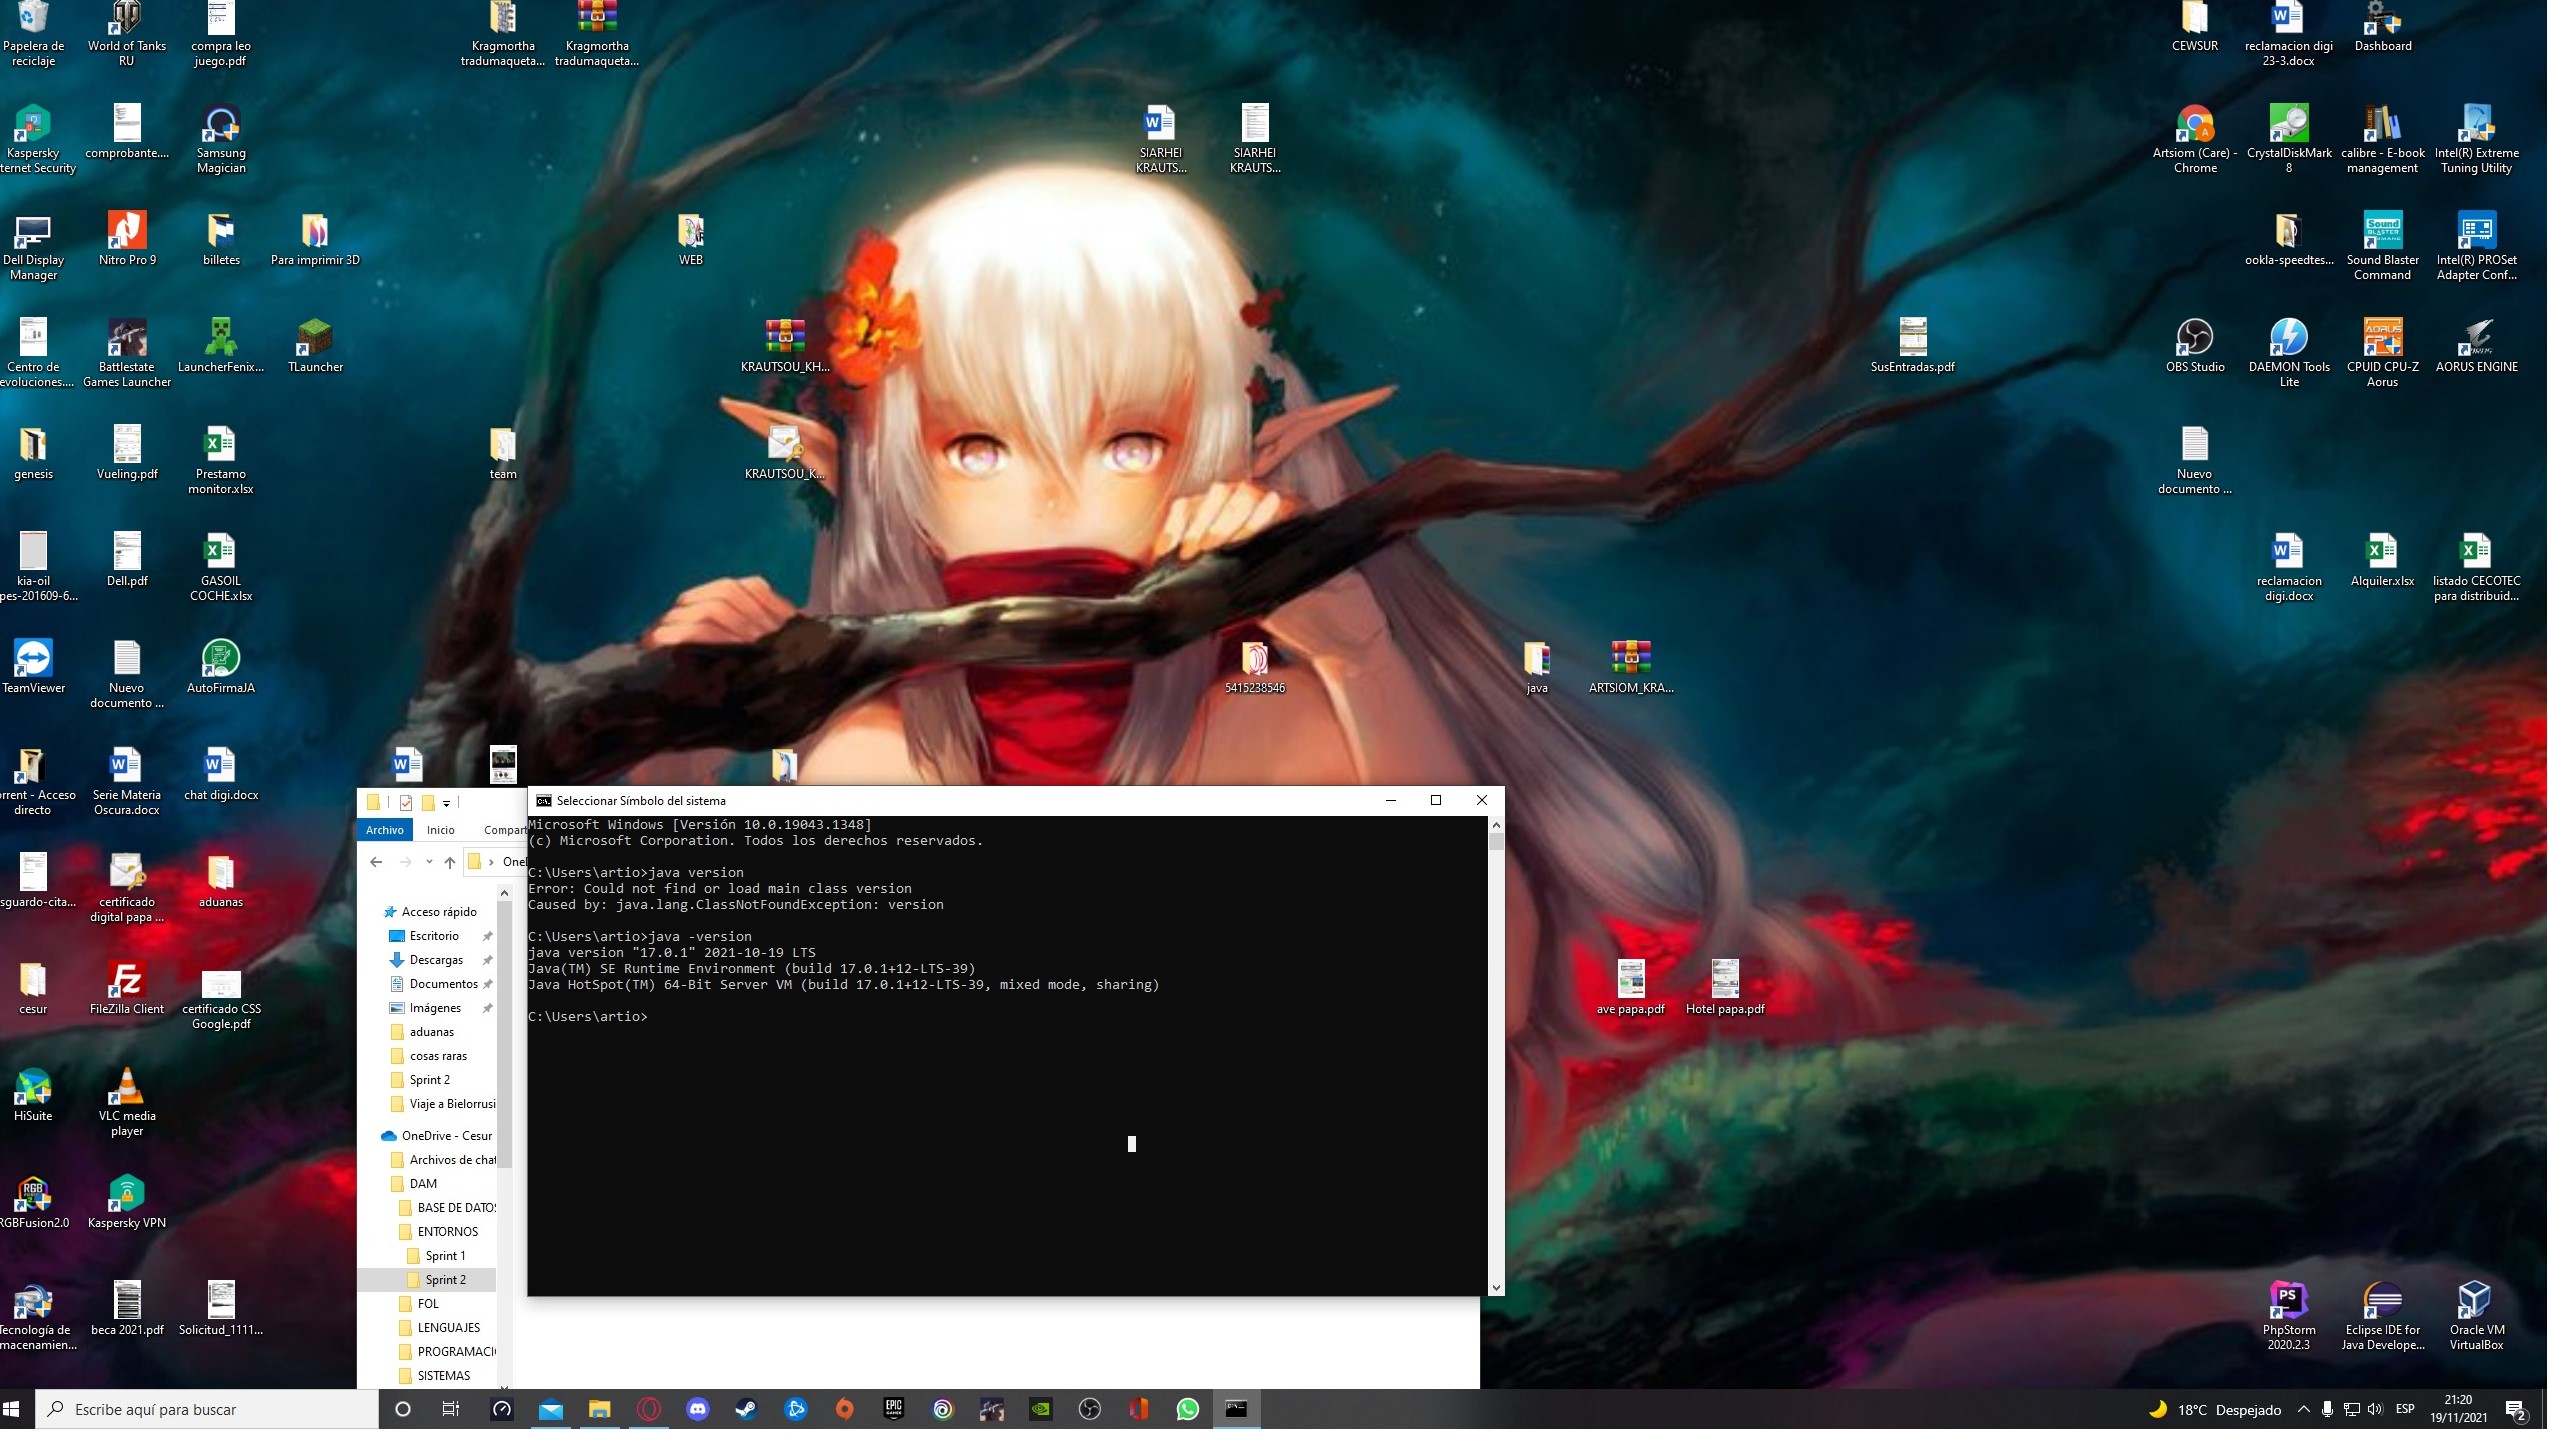 Papelera de
reciclaje
World of Tanks
RU
compra leo
juego.pdf
Kragmortha
tradumaqueta...
Kragmortha
tradumaqueta...
CEWSUR
reclamacion digi
23-3.docx
Dashboard
Kaspersky
ternet Security
comprobante....
Samsung
Magician
SIARHEI
KRAUTS...
SIARHEI
KRAUTS...
Artsiom (Care) -
Chrome
CrystalDiskMark
8
calibre - E-book
management
Intel(R) Extreme
Tuning Utility
Dell Display
Manager
Nitro Pro 9
billetes
Para imprimir 3D
WEB
ookla-speedtes...
Sound Blaster
Command
Intel(R) PROSet
Adapter Conf...
Centro de
evoluciones....
Battlestate
Games Launcher
LauncherFenix...
TLauncher
KRAUTSOU_KH...
SusEntradas.pdf
OBS Studio
DAEMON Tools
Lite
CPUID CPU-Z
Aorus
AORUS ENGINE
genesis
Vueling.pdf
Prestamo
monitor.xlsx
team
KRAUTSOU_K...
Nuevo
documento ...
kia-oil
pes-201609-6...
Dell.pdf
GASOIL
COCHE.xlsx
reclamacion
digi.docx
Alquiler.xlsx
listado CECOTEC
para distribuid...
TeamViewer
Nuevo
documento ...
AutoFirmaJA
5415238546
java
ARTSIOM_KRA...
orrent - Acceso
directo
Serie Materia
Oscura.docx
chat digi.docx
sguardo-cita...
certificado
digital papa ...
aduanas
cesur
FileZilla Client
certificado CSS
Google.pdf
ave papa.pdf
Hotel papa.pdf
HiSuite
VLC media
player
RGBFusion2.0
Kaspersky VPN
Tecnología de
macenamien...
beca 2021.pdf
Solicitud_1111...
PhpStorm
2020.2.3
Eclipse IDE for
Java Develope...
Oracle VM
VirtualBox
Archivo
Inicio
Compart
OneD
Acceso rápido
Escritorio
Descargas
Documentos
Imágenes
aduanas
cosas raras
Sprint 2
Viaje a Bielorrusi
OneDrive - Cesur
Archivos de chat
DAM
BASE DE DATOS
ENTORNOS
Sprint 1
Sprint 2
FOL
LENGUAJES
PROGRAMACI
SISTEMAS
Seleccionar Símbolo del sistema
Microsoft Windows [Versión 10.0.19043.1348]
(c) Microsoft Corporation. Todos los derechos reservados.
C:\Users\artio>java version
Error: Could not find or load main class version
Caused by: java.lang.ClassNotFoundException: version
C:\Users\artio>java -version
java version "17.0.1" 2021-10-19 LTS
Java(TM) SE Runtime Environment (build 17.0.1+12-LTS-39)
Java HotSpot(TM) 64-Bit Server VM (build 17.0.1+12-LTS-39, mixed mode, sharing)
C:\Users\artio>
Escribe aquí para buscar
18°C Despejado
ESP
21:20
19/11/2021
2